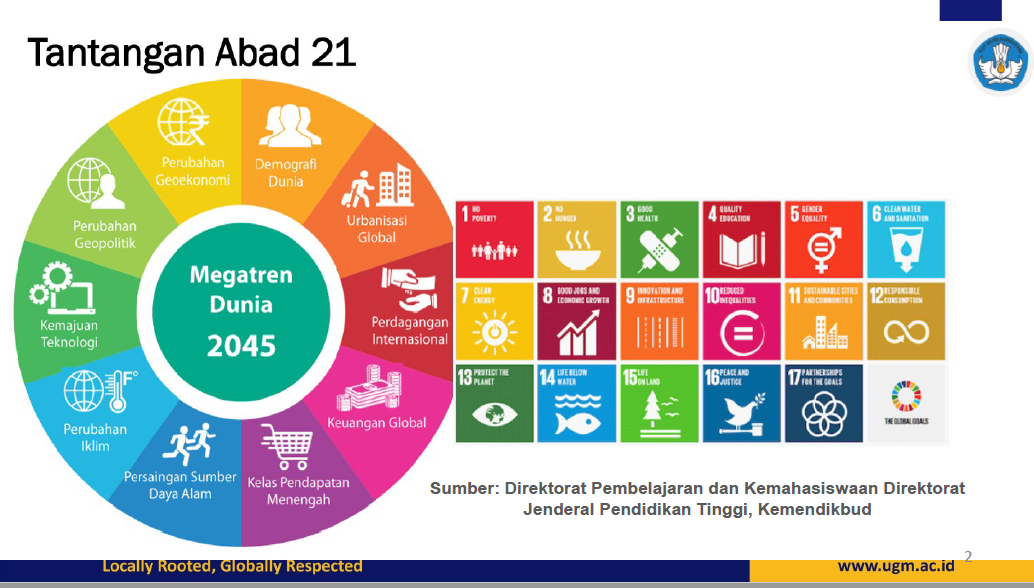 Tantangan Abad 21
Perubahan
Geoekonomi
Demografi
Dunia
Urbanisasi
Global
Perdagangan
Internasional
Keuangan Global
Kelas Pendapatan
Menengah
Persaingan Sumber
Daya Alam
Perubahan
Iklim
F°
Kemajuan
Teknologi
Perubahan
Geopolitik
Megatren
Dunia
2045
1 NO
POVERTY
2 NO
HUNGER
3 GOOD
HEALTH
4 QUALITY
EDUCATION
5 GENDER
EQUALITY
6 CLEAN WATER
AND SANITATION
7 CLEAN
ENERGY
8 GOOD JOBS AND
ECONOMIC GROWTH
9 INNOVATION AND
INFRASTRUCTURE
10 REDUCED
INEQUALITIES
11 SUSTAINABLE CITIES
AND COMMUNITIES
12 RESPONSIBLE
CONSUMPTION
13 PROTECT THE
PLANET
14 LIFE BELOW
WATER
15 LIFE
ON LAND
16 PEACE AND
JUSTICE
17 PARTNERSHIPS
FOR THE GOALS
THE GLOBAL GOALS
Sumber: Direktorat Pembelajaran dan Kemahasiswaan Direktorat
Jenderal Pendidikan Tinggi, Kemendikbud
2
Locally Rooted, Globally Respected
www.ugm.ac.id